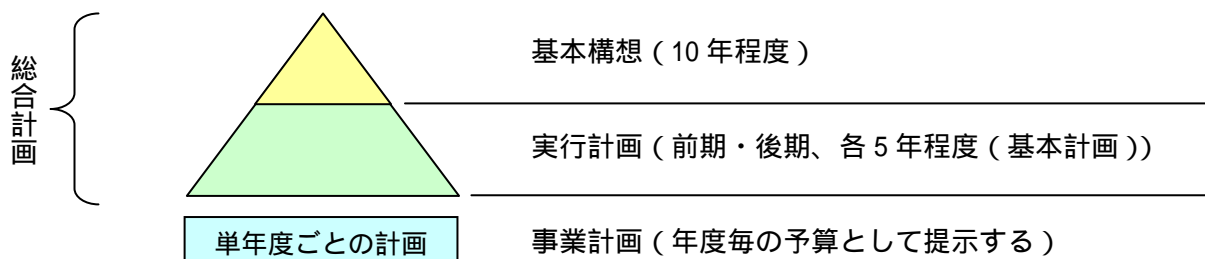 総合計画
基本構想（10年程度）
実行計画（前期・後期、各5年程度（基本計画））
単年度ごとの計画
事業計画（年度毎の予算として提示する）